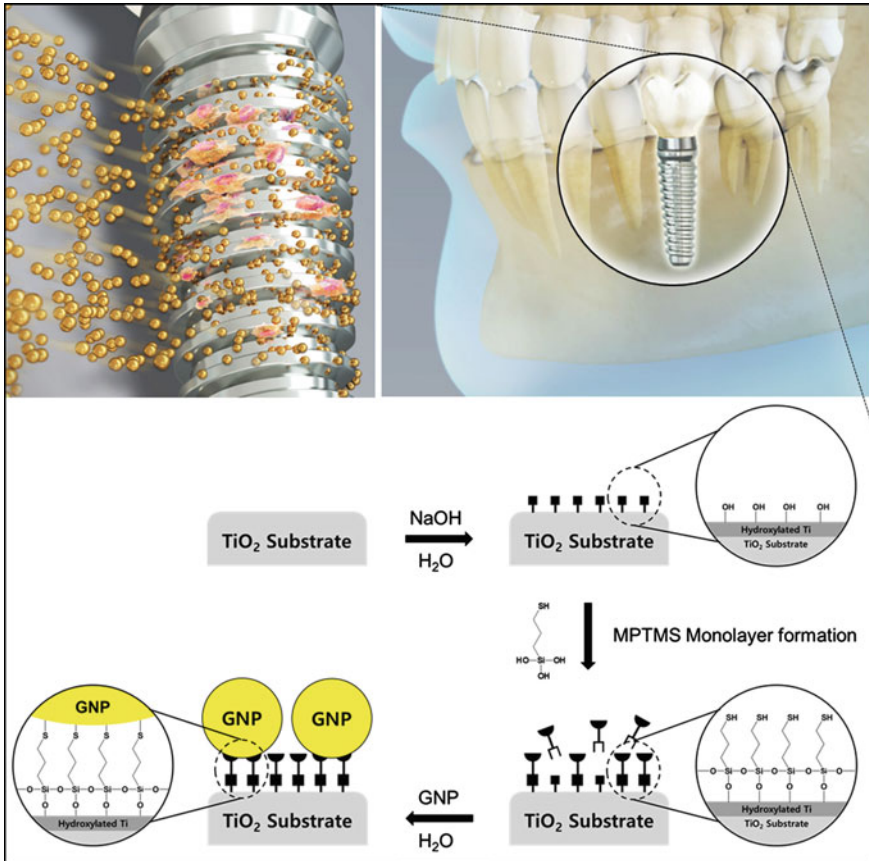 NaOH
TiO₂ Substrate
H₂O
TiO₂ Substrate
OH OH OH OH
Hydroxylated Ti
TiO₂ Substrate
SH
HO Si OH
OH
MPTMS Monolayer formation
GNP
S S S S
O Si O Si O Si O Si O
O O O O
Hydroxylated Ti
GNP GNP
TiO₂ Substrate
GNP
H₂O
TiO₂ Substrate
SH SH SH SH
O Si O Si O Si O Si O
O O O O
Hydroxylated Ti
TiO₂ Substrate